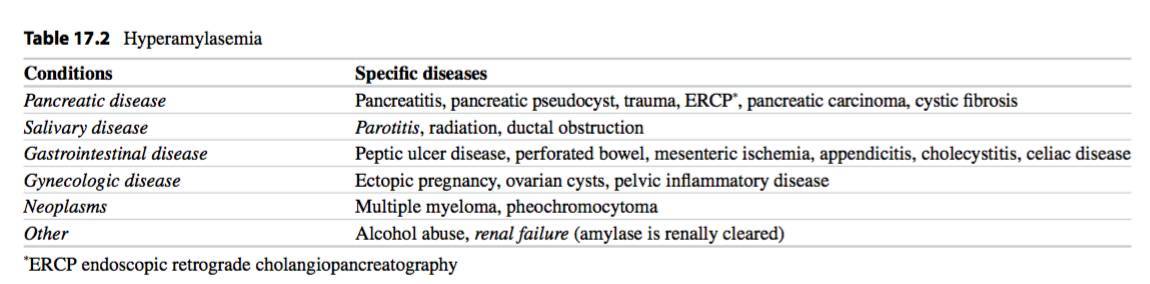 Table 17.2 Hyperamylasemia
Conditions Specific diseases
Pancreatic disease Pancreatitis, pancreatic pseudocyst, trauma, ERCP*, pancreatic carcinoma, cystic fibrosis
Salivary disease Parotitis, radiation, ductal obstruction
Gastrointestinal disease Peptic ulcer disease, perforated bowel, mesenteric ischemia, appendicitis, cholecystitis, celiac disease
Gynecologic disease Ectopic pregnancy, ovarian cysts, pelvic inflammatory disease
Neoplasms Multiple myeloma, pheochromocytoma
Other Alcohol abuse, renal failure (amylase is renally cleared)
*ERCP endoscopic retrograde cholangiopancreatography